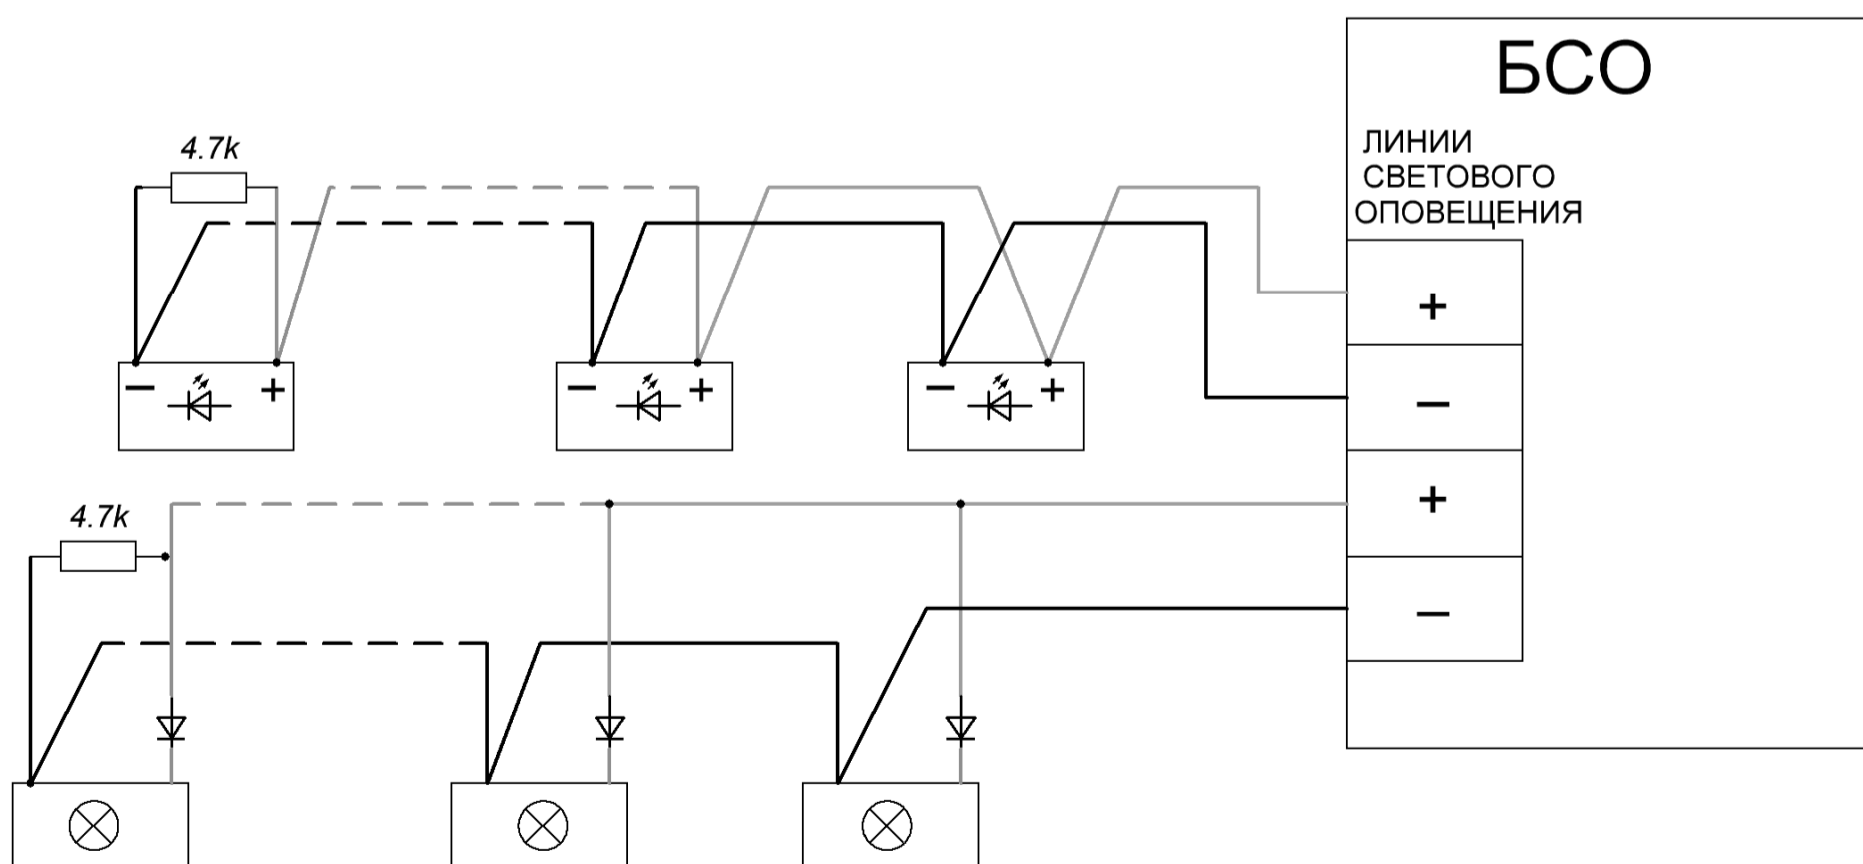 БСО
ЛИНИИ
СВЕТОВОГО
ОПОВЕЩЕНИЯ
4.7k
− +
− +
− +
+
−
4.7k
+
−